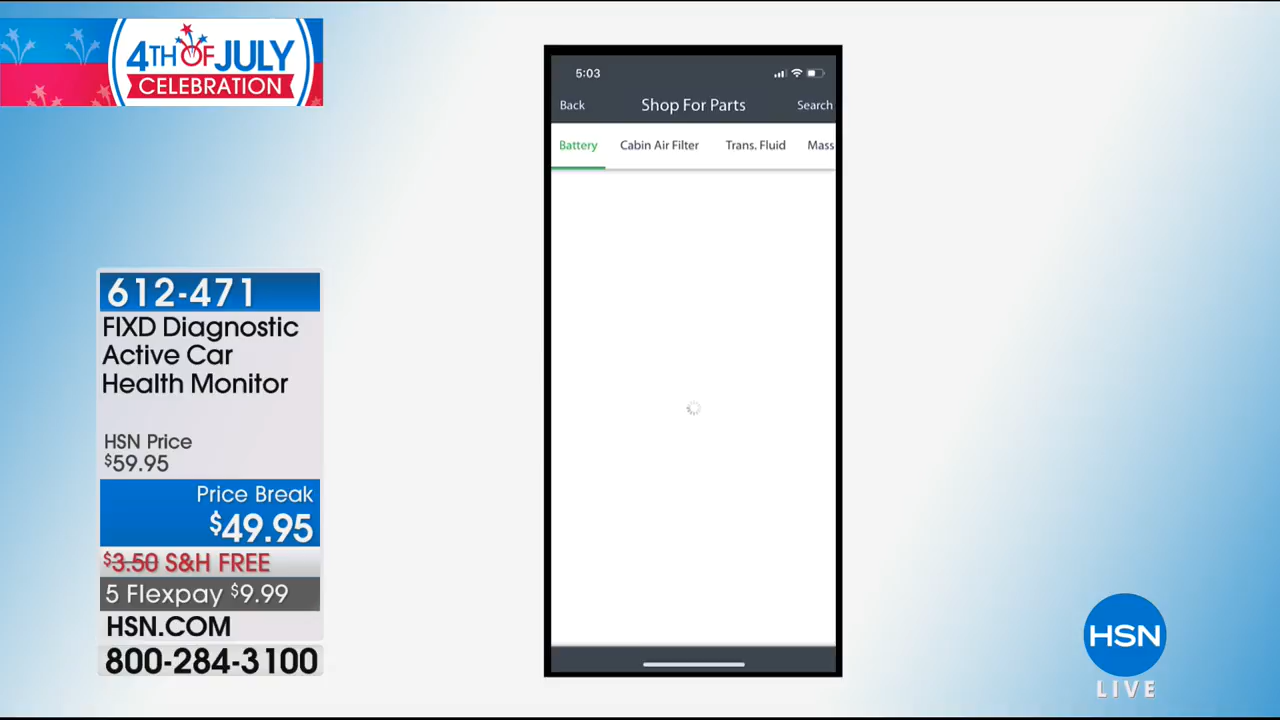 4TH OF JULY
CELEBRATION
612-471
FIXD Diagnostic
Active Car
Health Monitor
HSN Price
$59.95
Price Break
$49.95
$3.50 S&H FREE
5 Flexpay $9.99
HSN.COM
800-284-3100
5:03
Back
Shop For Parts
Search
Battery
Cabin Air Filter
Trans. Fluid
Mass
HSN
LIVE